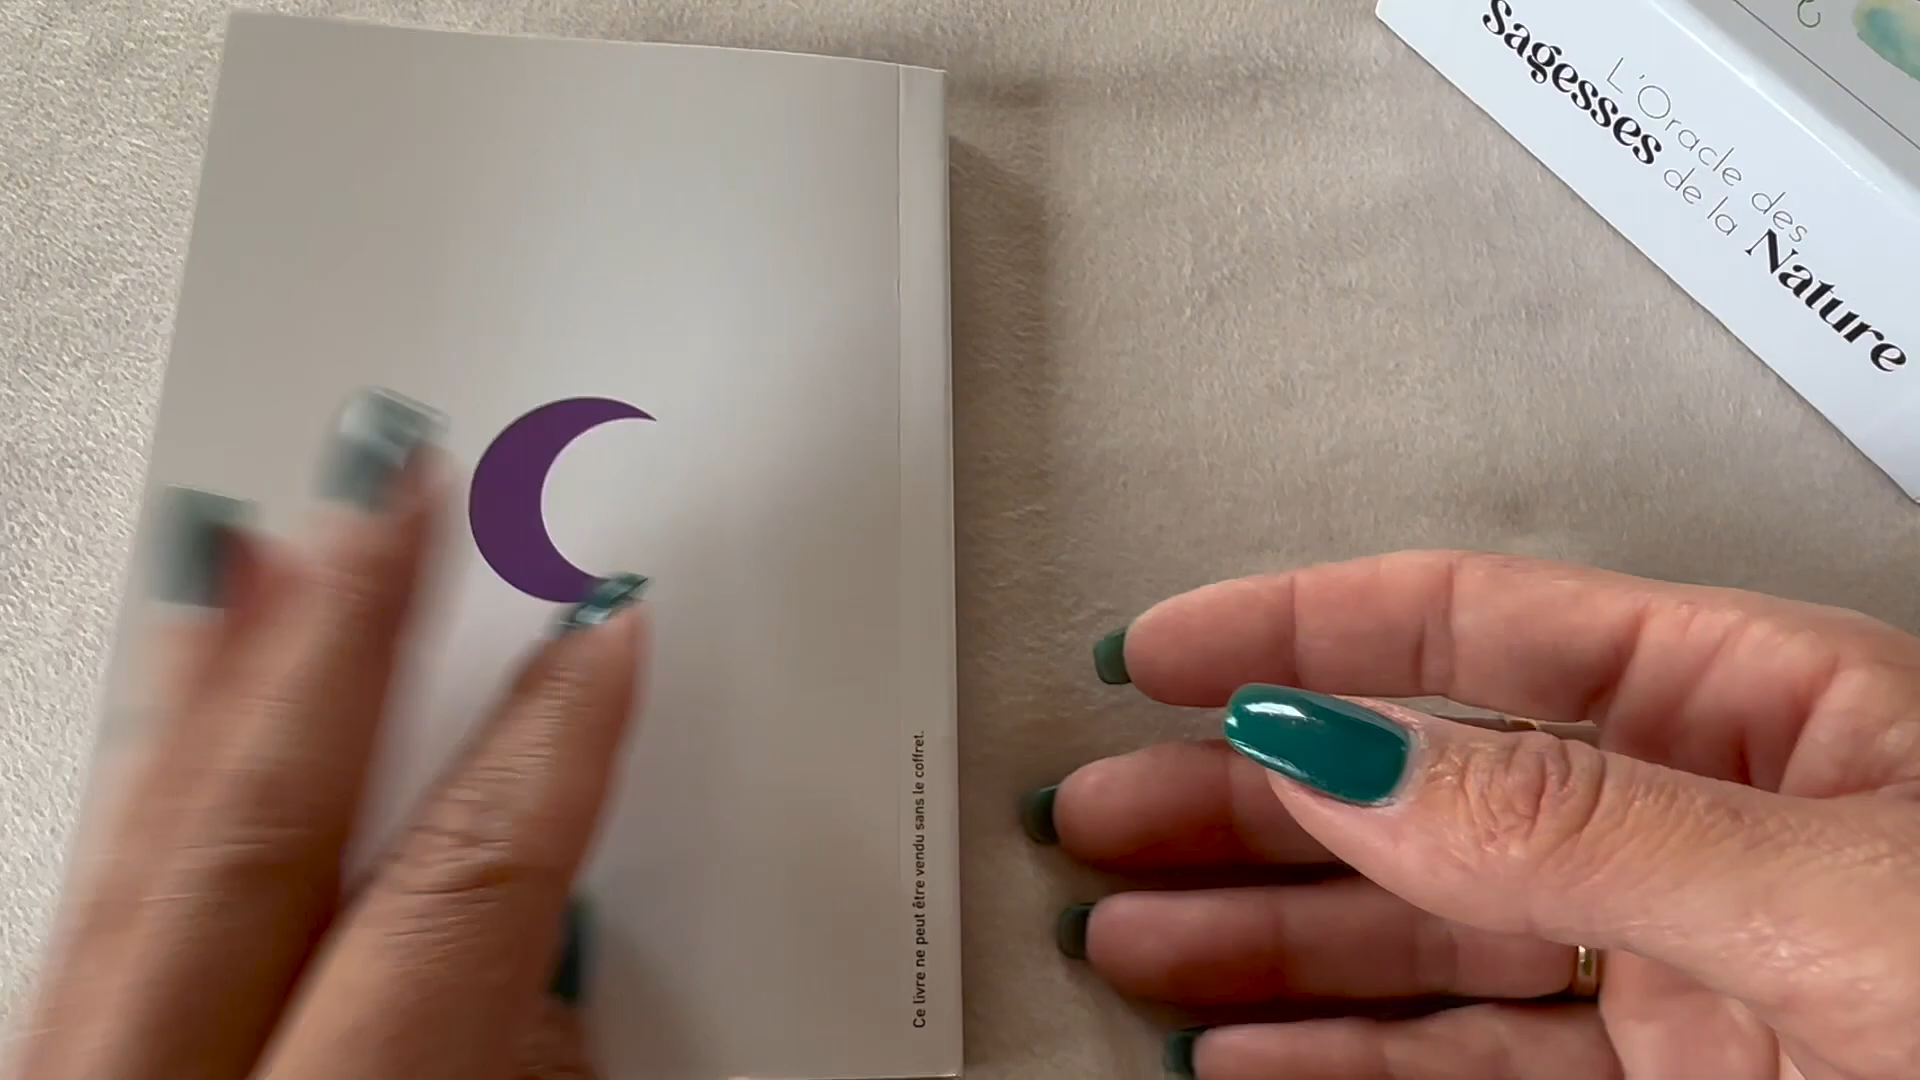 L'Oracle des
sagesses de la Nature
Ce livre ne peut être vendu sans le coffret.